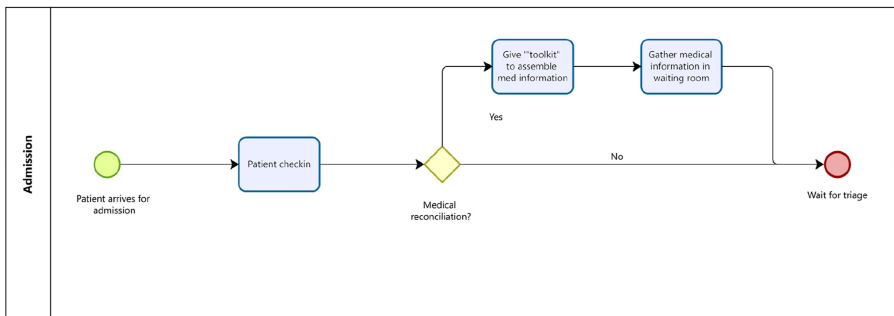 Admission
Patient arrives for
admission
Patient checkin
Medical
reconciliation?
Yes
Give '"toolkit"
to assemble
med information
Gather medical
information in
waiting room
No
Wait for triage